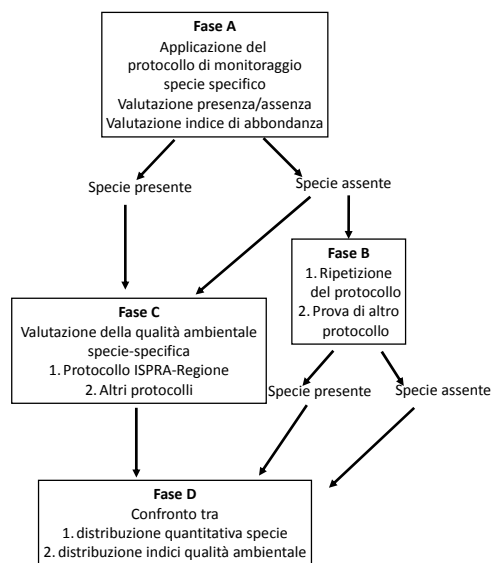 Fase A
Applicazione del
protocollo di monitoraggio
specie specifico
Valutazione presenza/assenza
Valutazione indice di abbondanza
Specie presente
Specie assente
Fase B
1. Ripetizione
del protocollo
2. Prova di altro
protocollo
Fase C
Valutazione della qualità ambientale
specie-specifica
1. Protocollo ISPRA-Regione
2. Altri protocolli
Specie presente
Specie assente
Fase D
Confronto tra
1. distribuzione quantitativa specie
2. distribuzione indici qualità ambientale